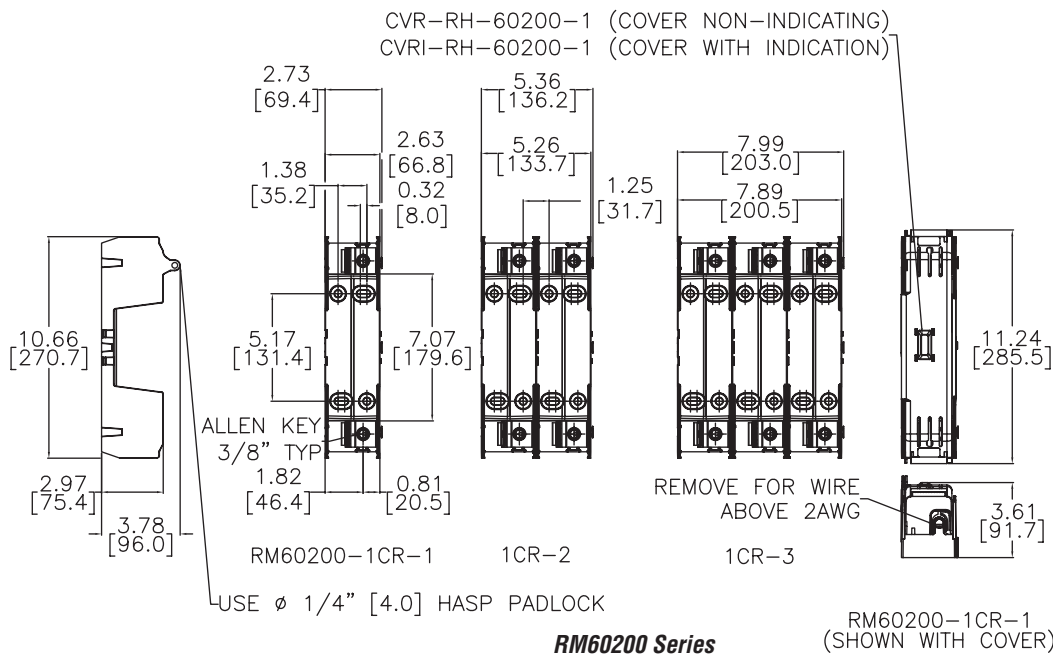 CVR-RH-60200-1 (COVER NON-INDICATING)
CVRI-RH-60200-1 (COVER WITH INDICATION)
2.73
[69.4]
5.36
[136.2]
2.63
[66.8]
5.26
[133.7]
7.99
[203.0]
1.38
[35.2]
0.32
[8.0]
1.25
[31.7]
7.89
[200.5]
10.66
[270.7]
5.17
[131.4]
7.07
[179.6]
11.24
[285.5]
ALLEN KEY
3/8" TYP
2.97
[75.4]
1.82
[46.4]
0.81
[20.5]
REMOVE FOR WIRE
ABOVE 2AWG
3.61
[91.7]
3.78
[96.0]
RM60200-1CR-1
1CR-2
1CR-3
USE ø 1/4" [4.0] HASP PADLOCK
RM60200-1CR-1
(SHOWN WITH COVER)
RM60200 Series